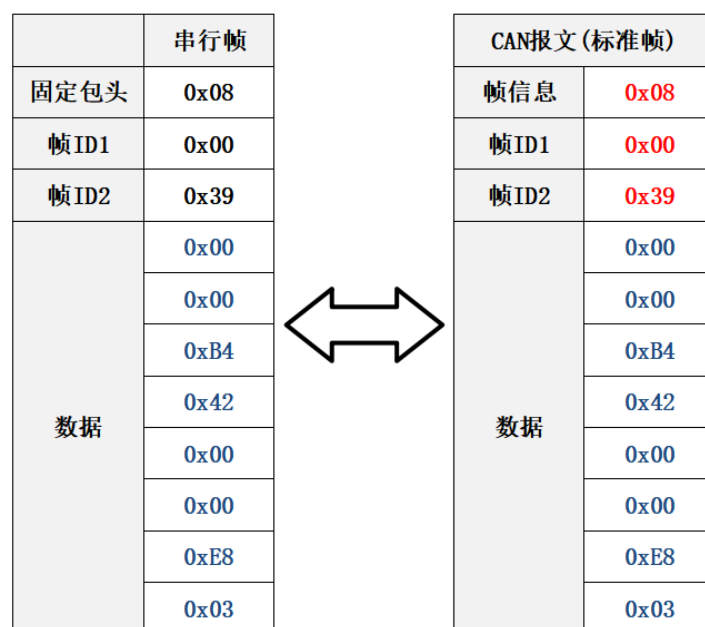 串行帧 CAN报文(标准帧)
固定包头 0x08 帧信息 0x08
帧ID1 0x00 帧ID1 0x00
帧ID2 0x39 帧ID2 0x39
0x00 0x00
0x00 0x00
0xB4 0xB4
0x42 0x42
数据 数据
0x00 0x00
0x00 0x00
0xE8 0xE8
0x03 0x03